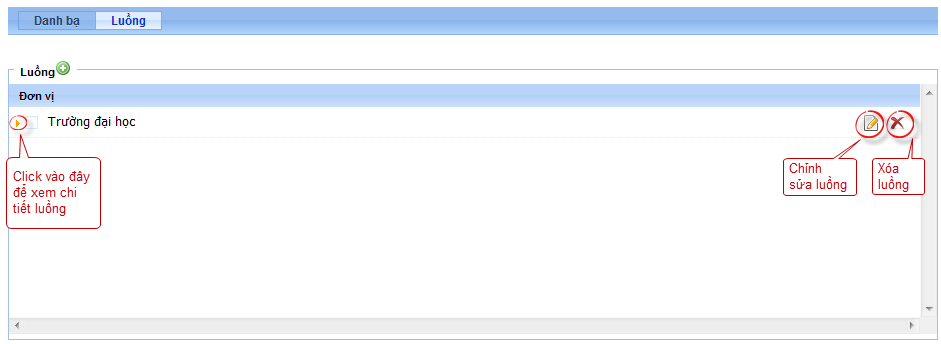 Danh bạ Luồng
Luồng
Đơn vị
Trường đại học
Click vào đây
để xem chi
tiết luồng
Chỉnh
sửa luồng
Xóa
luồng